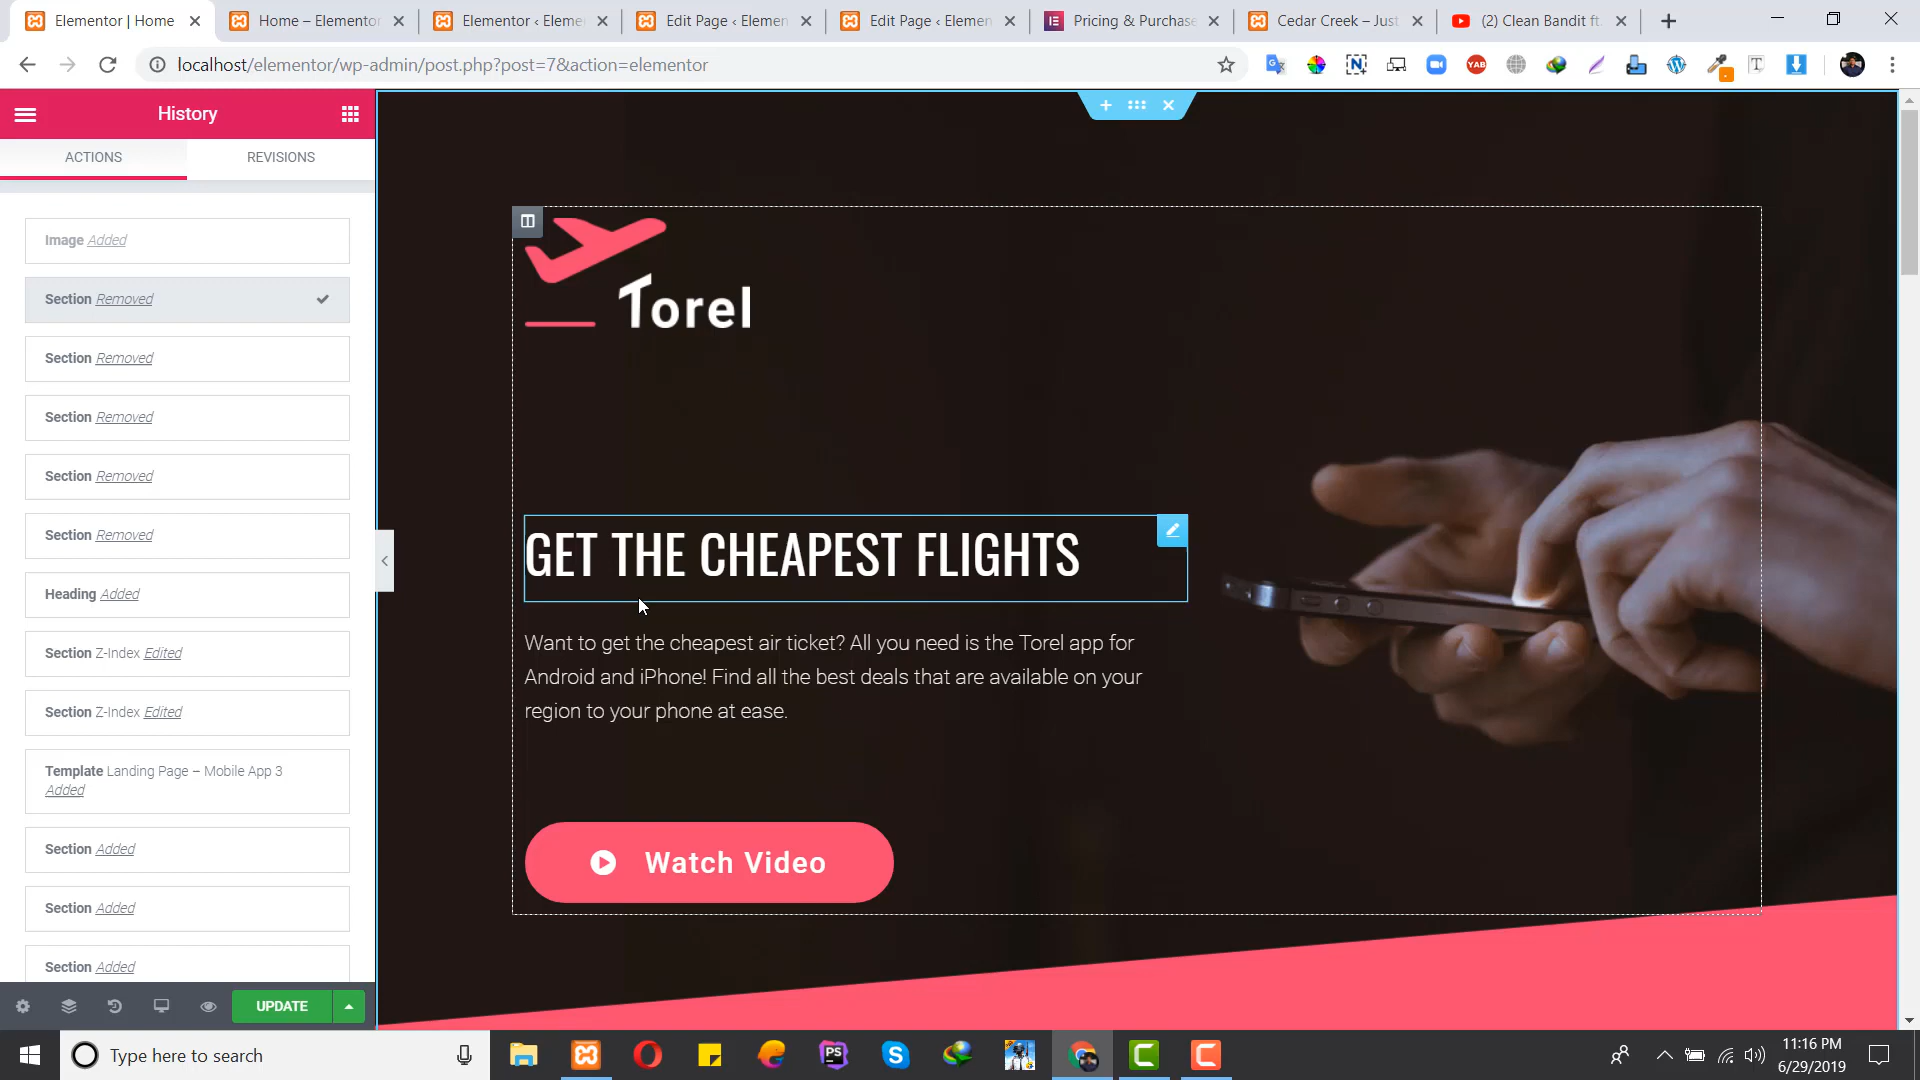 Elementor | Home
Home – Elementor
Elementor ‹ Eleme
Edit Page ‹ Elemen
Edit Page ‹ Elemen
Pricing & Purchase
Cedar Creek – Just
(2) Clean Bandit ft.
localhost/elementor/wp-admin/post.php?post=7&action=elementor
History
ACTIONS
REVISIONS
Image Added
Section Removed
Section Removed
Section Removed
Section Removed
Section Removed
Heading Added
Section Z-Index Edited
Section Z-Index Edited
Template Landing Page – Mobile App 3
Added
Section Added
Section Added
Section Added
UPDATE
Torel
GET THE CHEAPEST FLIGHTS
Want to get the cheapest air ticket? All you need is the Torel app for
Android and iPhone! Find all the best deals that are available on your
region to your phone at ease.
Watch Video
Type here to search
11:16 PM
6/29/2019